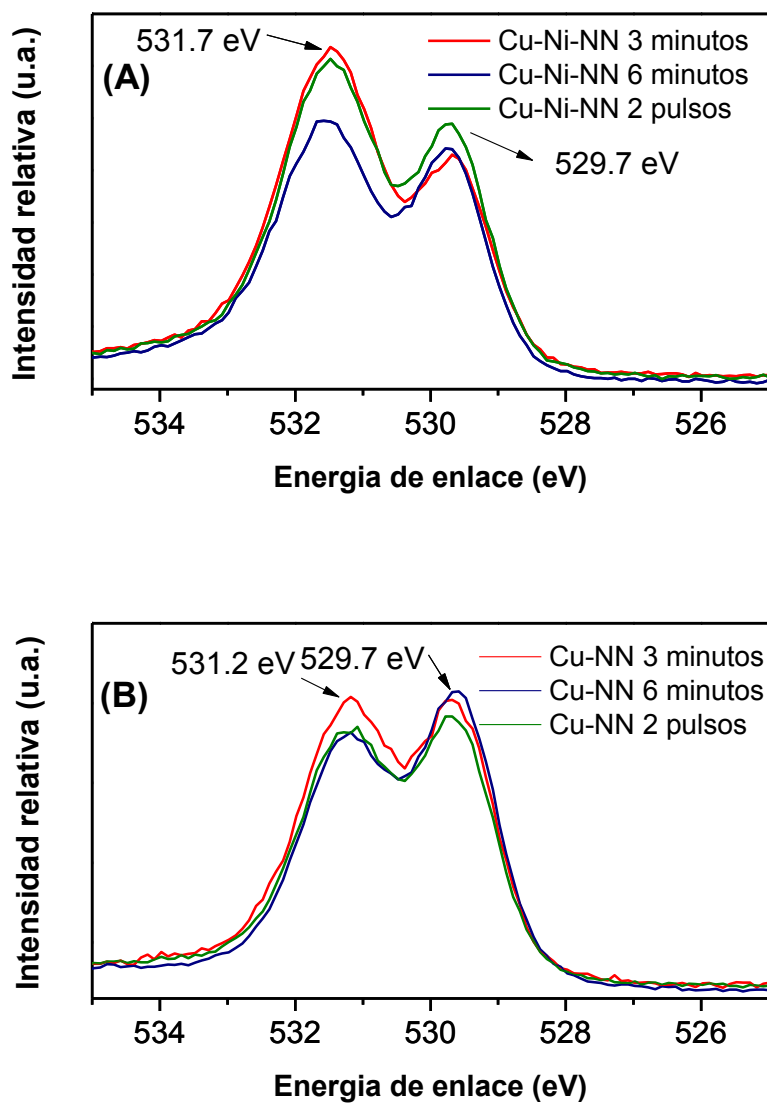 531.7 eV
(A)
Cu-Ni-NN 3 minutos
Cu-Ni-NN 6 minutos
Cu-Ni-NN 2 pulsos
529.7 eV
Intensidad relativa (u.a.)
534 532 530 528 526
Energia de enlace (eV)
531.2 eV 529.7 eV
(B)
Cu-NN 3 minutos
Cu-NN 6 minutos
Cu-NN 2 pulsos
Intensidad relativa (u.a.)
534 532 530 528 526
Energia de enlace (eV)